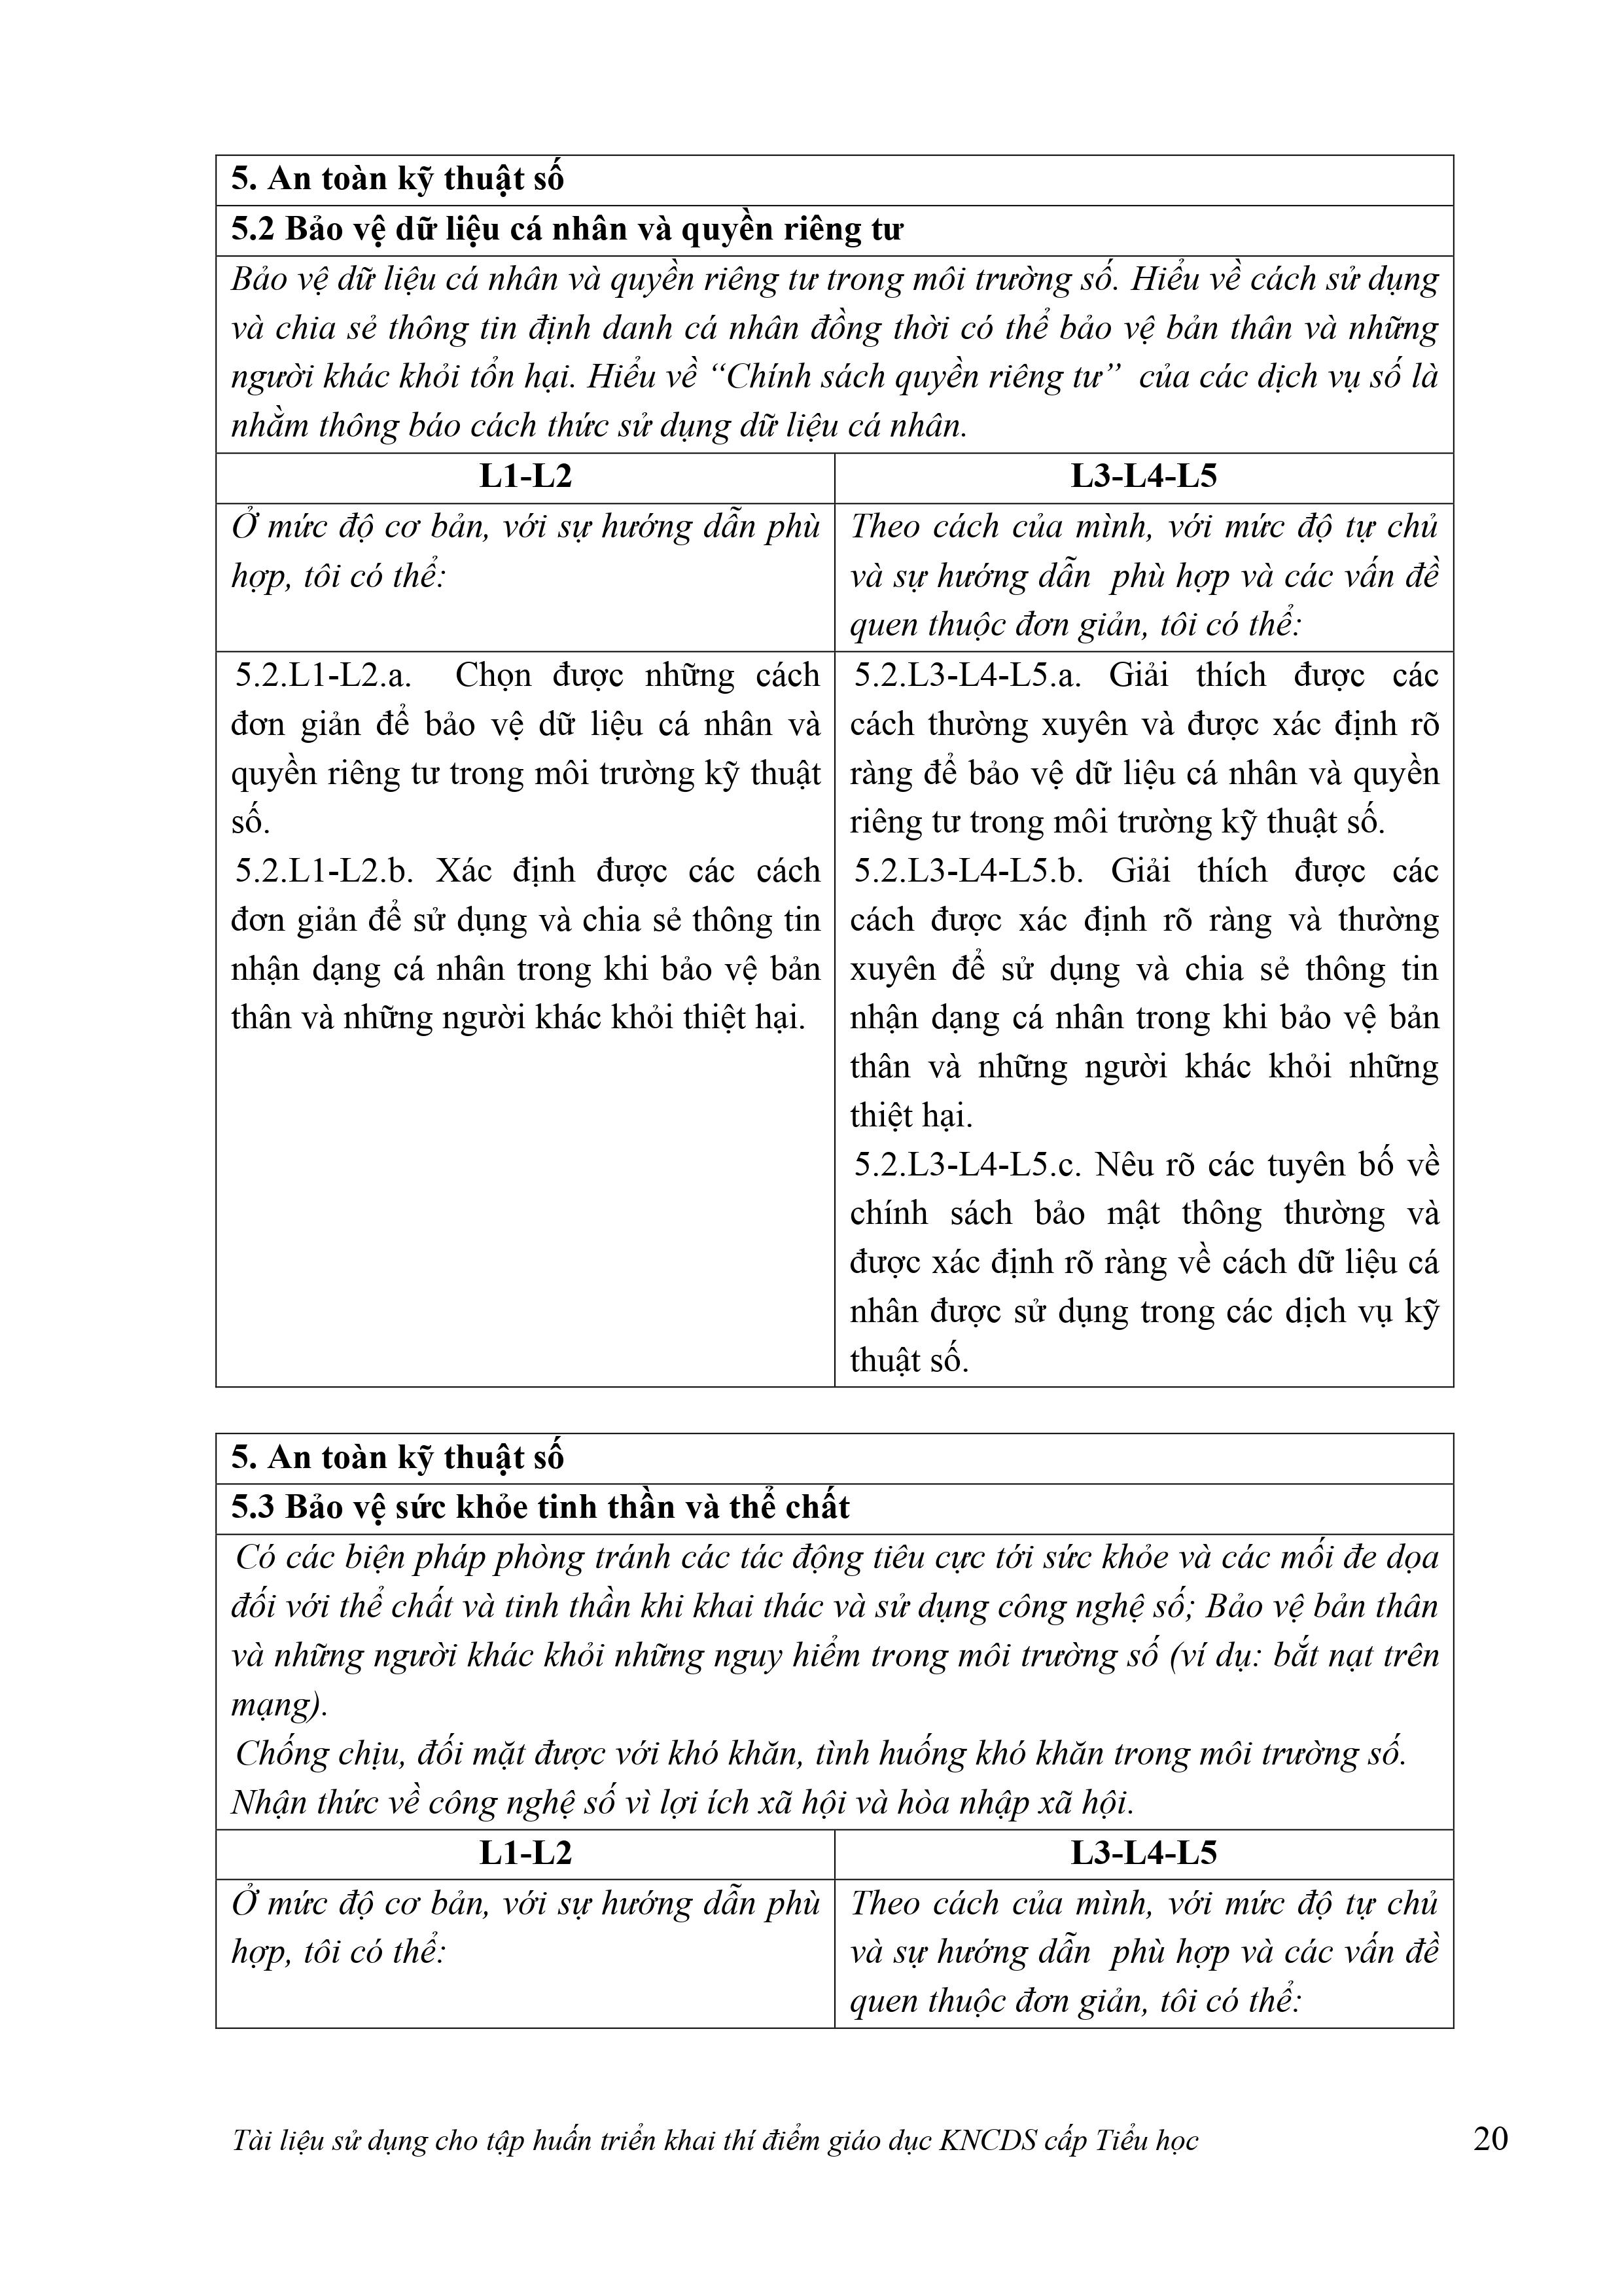 5. An toàn kỹ thuật số
5.2 Bảo vệ dữ liệu cá nhân và quyền riêng tư
Bảo vệ dữ liệu cá nhân và quyền riêng tư trong môi trường số. Hiểu về cách sử dụng
và chia sẻ thông tin định danh cá nhân đồng thời có thể bảo vệ bản thân và những
người khác khỏi tổn hại. Hiểu về “Chính sách quyền riêng tư” của các dịch vụ số là
nhằm thông báo cách thức sử dụng dữ liệu cá nhân.
L1-L2
L3-L4-L5
Ở mức độ cơ bản, với sự hướng dẫn phù
hợp, tôi có thể:
Theo cách của mình, với mức độ tự chủ
và sự hướng dẫn phù hợp và các vấn đề
quen thuộc đơn giản, tôi có thể:
5.2.L1-L2.a. Chọn được những cách
đơn giản để bảo vệ dữ liệu cá nhân và
quyền riêng tư trong môi trường kỹ thuật
số.
5.2.L1-L2.b. Xác định được các cách
đơn giản để sử dụng và chia sẻ thông tin
nhận dạng cá nhân trong khi bảo vệ bản
thân và những người khác khỏi thiệt hại.
5.2.L3-L4-L5.a. Giải thích được các
cách thường xuyên và được xác định rõ
ràng để bảo vệ dữ liệu cá nhân và quyền
riêng tư trong môi trường kỹ thuật số.
5.2.L3-L4-L5.b. Giải thích được các
cách được xác định rõ ràng và thường
xuyên để sử dụng và chia sẻ thông tin
nhận dạng cá nhân trong khi bảo vệ bản
thân và những người khác khỏi những
thiệt hại.
5.2.L3-L4-L5.c. Nêu rõ các tuyên bố về
chính sách bảo mật thông thường và
được xác định rõ ràng về cách dữ liệu cá
nhân được sử dụng trong các dịch vụ kỹ
thuật số.
5. An toàn kỹ thuật số
5.3 Bảo vệ sức khỏe tinh thần và thể chất
Có các biện pháp phòng tránh các tác động tiêu cực tới sức khỏe và các mối đe dọa
đối với thể chất và tinh thần khi khai thác và sử dụng công nghệ số; Bảo vệ bản thân
và những người khác khỏi những nguy hiểm trong môi trường số (ví dụ: bắt nạt trên
mạng).
Chống chịu, đối mặt được với khó khăn, tình huống khó khăn trong môi trường số.
Nhận thức về công nghệ số vì lợi ích xã hội và hòa nhập xã hội.
L1-L2
L3-L4-L5
Ở mức độ cơ bản, với sự hướng dẫn phù
hợp, tôi có thể:
Theo cách của mình, với mức độ tự chủ
và sự hướng dẫn phù hợp và các vấn đề
quen thuộc đơn giản, tôi có thể:
Tài liệu sử dụng cho tập huấn triển khai thí điểm giáo dục KNCDS cấp Tiểu học
20